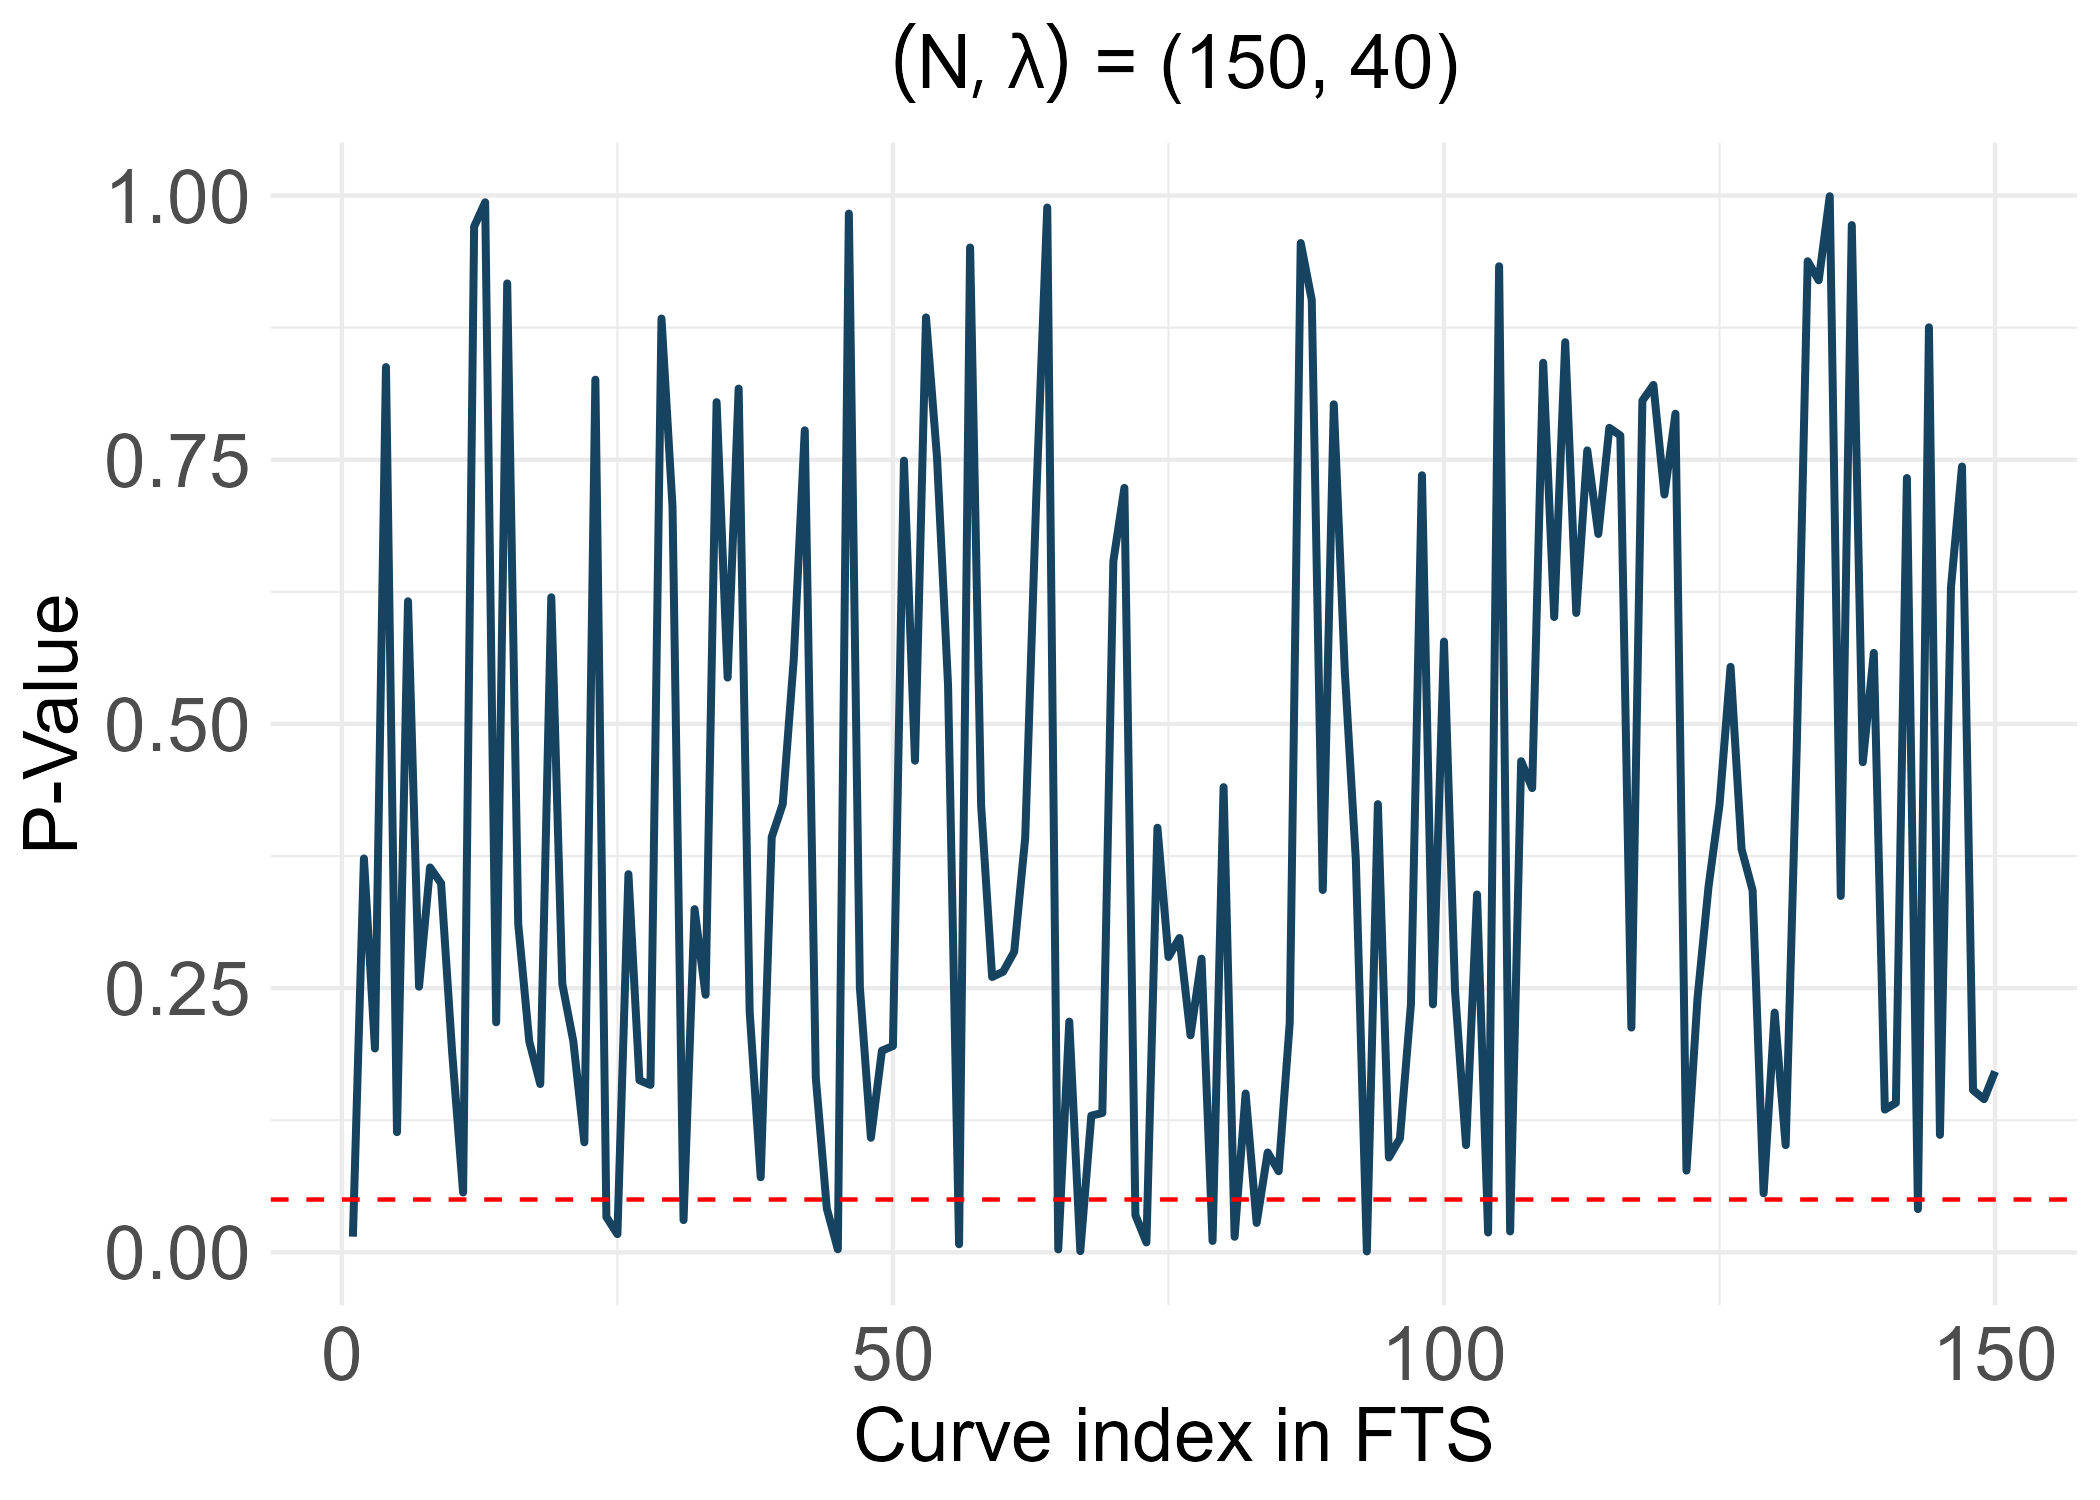 (N, λ) = (150, 40)
P-Value
1.00
0.75
0.50
0.25
0.00
0 50 100 150
Curve index in FTS